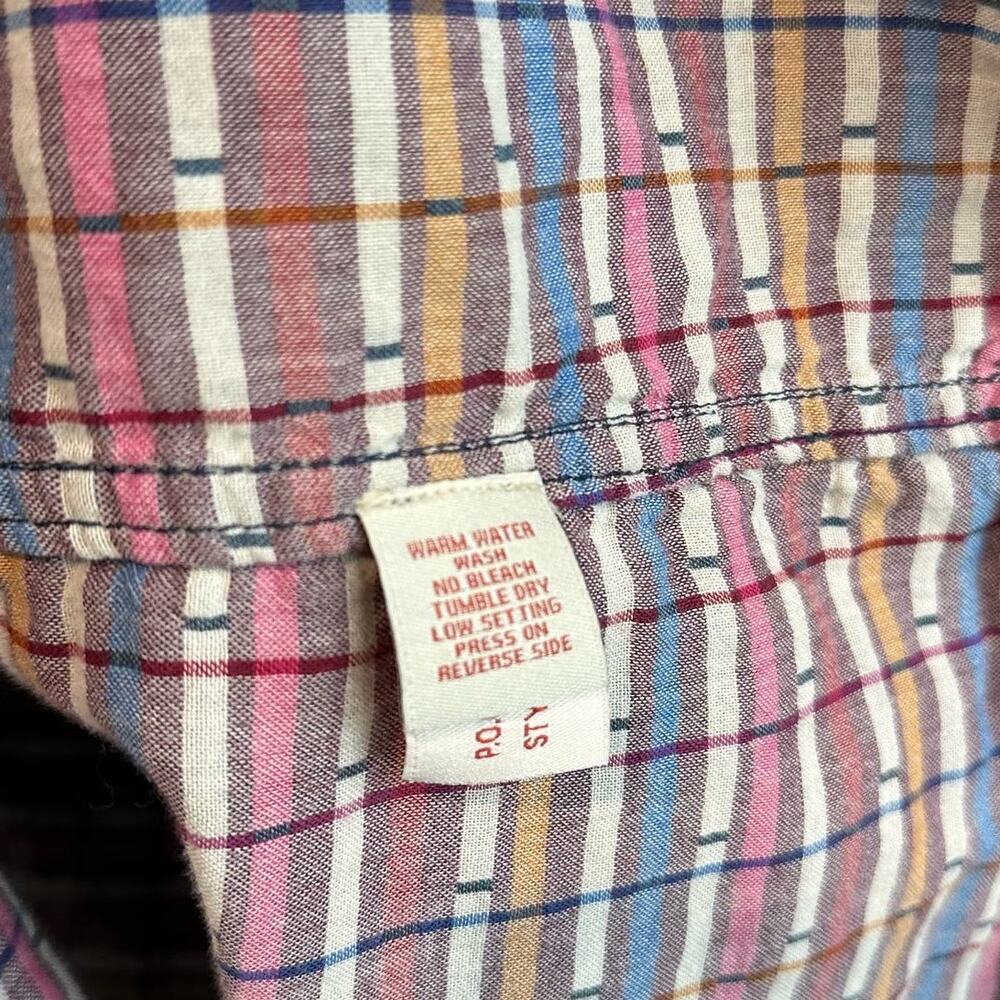 WARM WATER
WASH
NO BLEACH
TUMBLE DRY
LOW SETTING
PRESS ON
REVERSE SIDE
P.O.
STY